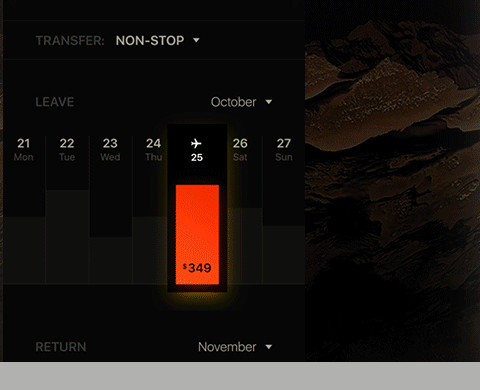 TRANSFER: NON-STOP
LEAVE October
21 22 23 24 25 26 27
Mon Tue Wed Thu Sat Sun
$349
RETURN November